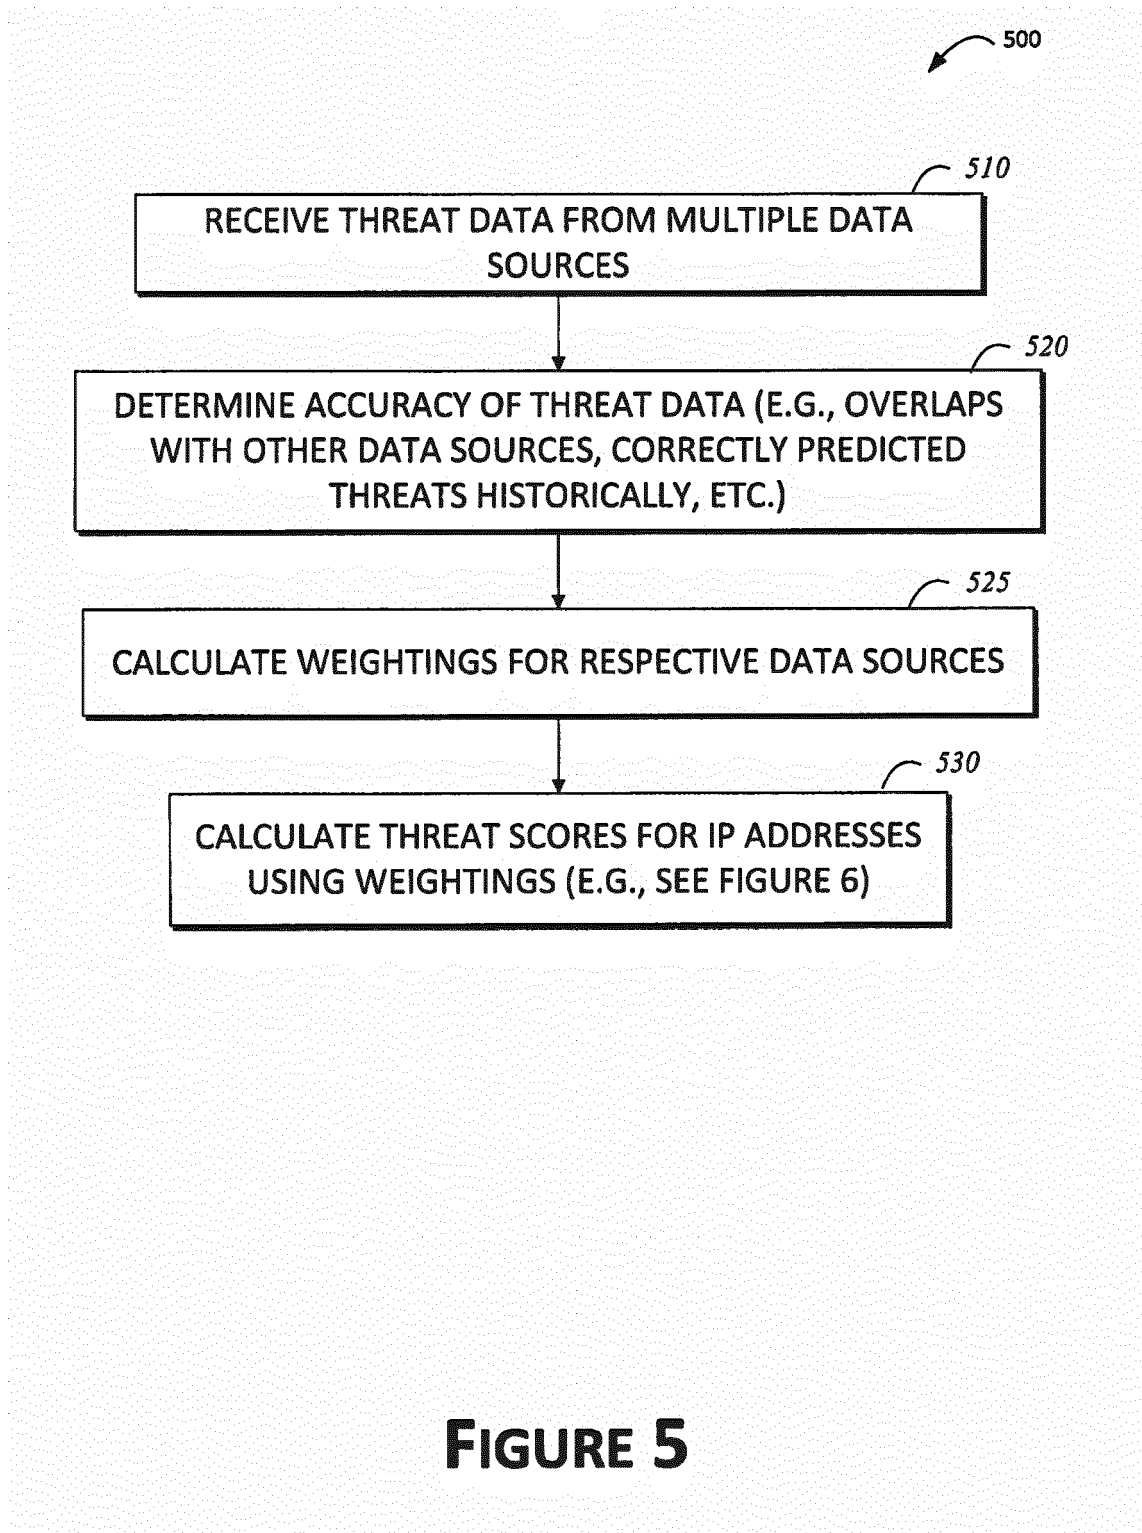 500
510
RECEIVE THREAT DATA FROM MULTIPLE DATA
SOURCES
520
DETERMINE ACCURACY OF THREAT DATA (E.G., OVERLAPS
WITH OTHER DATA SOURCES, CORRECTLY PREDICTED
THREATS HISTORICALLY, ETC.)
525
CALCULATE WEIGHTINGS FOR RESPECTIVE DATA SOURCES
530
CALCULATE THREAT SCORES FOR IP ADDRESSES
USING WEIGHTINGS (E.G., SEE FIGURE 6)
FIGURE 5